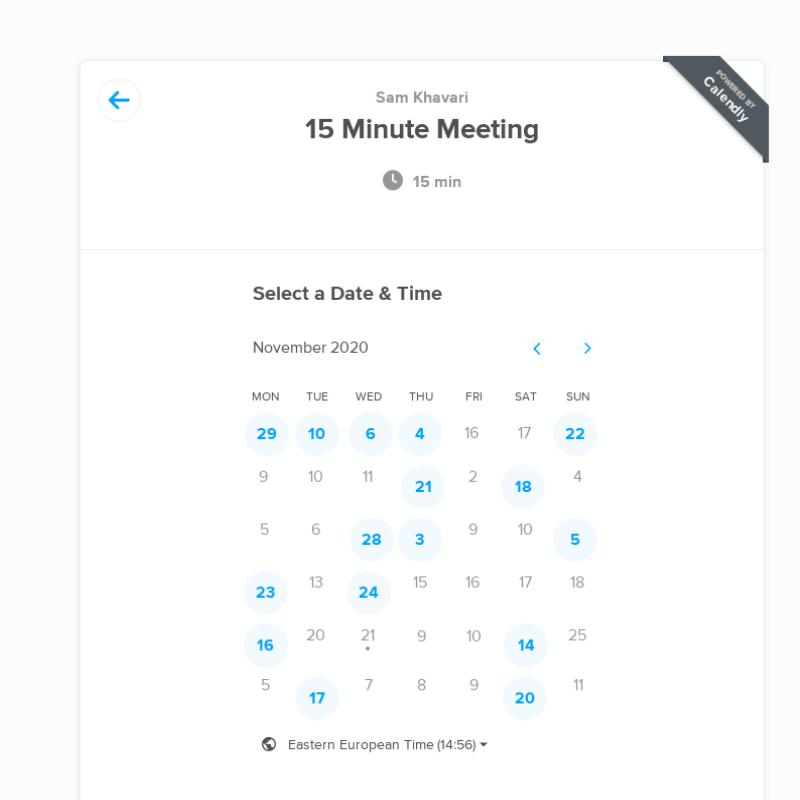 POWERED BY
Calendly
Sam Khavari
15 Minute Meeting
15 min
Select a Date & Time
November 2020
MON TUE WED THU FRI SAT SUN
29 10 6 4 16 17 22
9 10 11 21 2 18 4
5 6 28 3 9 10 5
23 13 24 15 16 17 18
16 20 21 9 10 14 25
5 17 7 8 9 20 11
Eastern European Time (14:56)